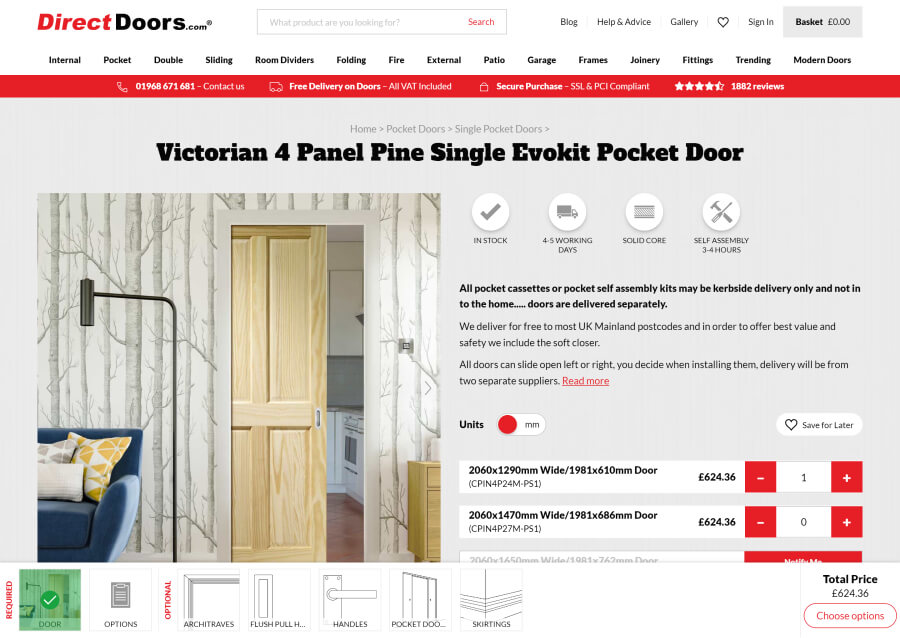 DirectDoors.com®
What product are you looking for?
Search
Blog
Help & Advice
Gallery
Sign In
Basket £0.00
Internal
Pocket
Double
Sliding
Room Dividers
Folding
Fire
External
Patio
Garage
Frames
Joinery
Fittings
Trending
Modern Doors
01968 671 681 – Contact us
Free Delivery on Doors – All VAT Included
Secure Purchase – SSL & PCI Compliant
1882 reviews
Home > Pocket Doors > Single Pocket Doors >
Victorian 4 Panel Pine Single Evokit Pocket Door
IN STOCK
4-5 WORKING
DAYS
SOLID CORE
SELF ASSEMBLY
3-4 HOURS
All pocket cassettes or pocket self assembly kits may be kerbside delivery only and not in
to the home..... doors are delivered separately.
We deliver for free to most UK Mainland postcodes and in order to offer best value and
safety we include the soft closer.
All doors can slide open left or right, you decide when installing them, delivery will be from
two separate suppliers. Read more
Units
mm
Save for Later
2060x1290mm Wide/1981x610mm Door
(CPIN4P24M-PS1)
£624.36
–
1
+
2060x1470mm Wide/1981x686mm Door
(CPIN4P27M-PS1)
£624.36
–
0
+
2060x1650mm Wide/1981x762mm Door
Notify Me
REQUIRED
DOOR
OPTIONS
OPTIONAL
ARCHITRAVES
FLUSH PULL H...
HANDLES
POCKET DOO...
SKIRTINGS
Total Price
£624.36
Choose options